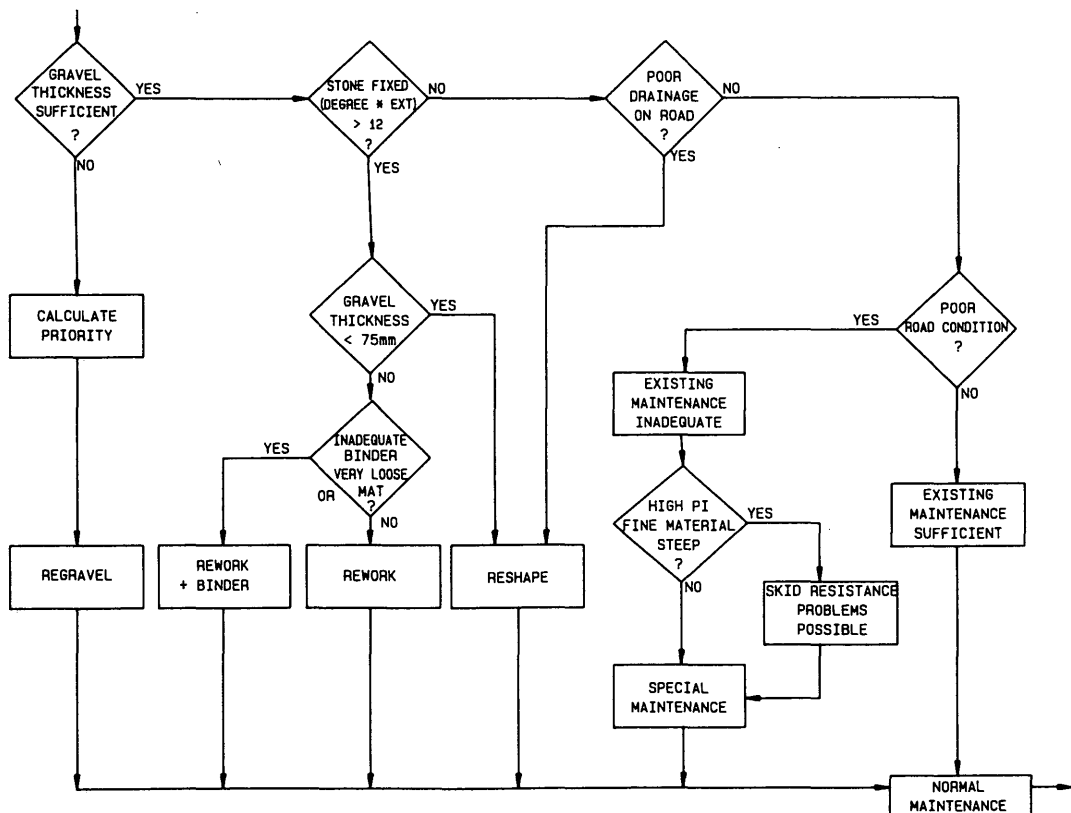 GRAVEL
THICKNESS
SUFFICIENT
?
YES
NO
STONE FIXED
(DEGREE * EXT)
> 12
?
NO
YES
POOR
DRAINAGE
ON ROAD
?
NO
YES
CALCULATE
PRIORITY
GRAVEL
THICKNESS
< 75mm
YES
NO
POOR
ROAD CONDITION
?
YES
NO
EXISTING
MAINTENANCE
INADEQUATE
INADEQUATE
BINDER
VERY LOOSE
MAT
?
OR
YES
NO
HIGH PI
FINE MATERIAL
STEEP
?
YES
NO
EXISTING
MAINTENANCE
SUFFICIENT
REGRAVEL
REWORK
+ BINDER
REWORK
RESHAPE
SKID RESISTANCE
PROBLEMS
POSSIBLE
SPECIAL
MAINTENANCE
NORMAL
MAINTENANCE